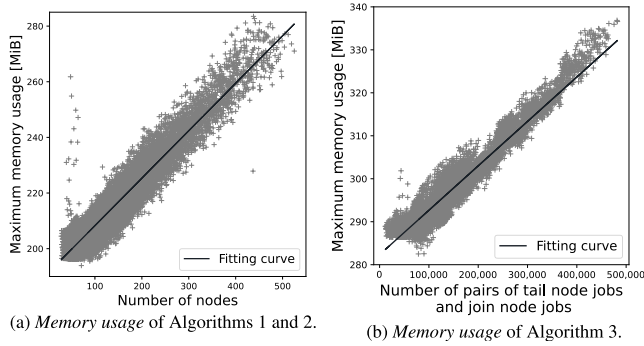 Maximum memory usage [MiB]
280
260
240
220
200
100 200 300 400 500
Fitting curve
Number of nodes
(a) Memory usage of Algorithms 1 and 2.
Maximum memory usage [MiB]
340
330
320
310
300
290
280
0 100,000 200,000 300,000 400,000 500,000
Fitting curve
Number of pairs of tail node jobs
and join node jobs
(b) Memory usage of Algorithm 3.